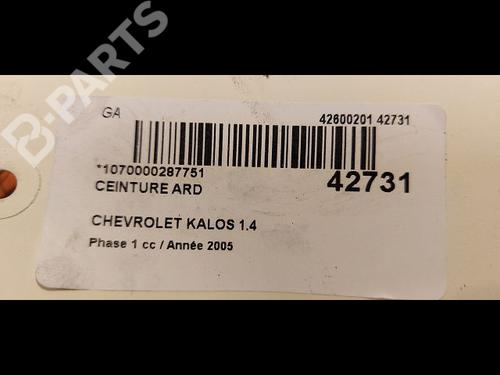 B-PARTS
GA
42600201 42731
*1070000287751
42731
CEINTURE ARD
CHEVROLET KALOS 1.4
Phase 1 cc / Année 2005